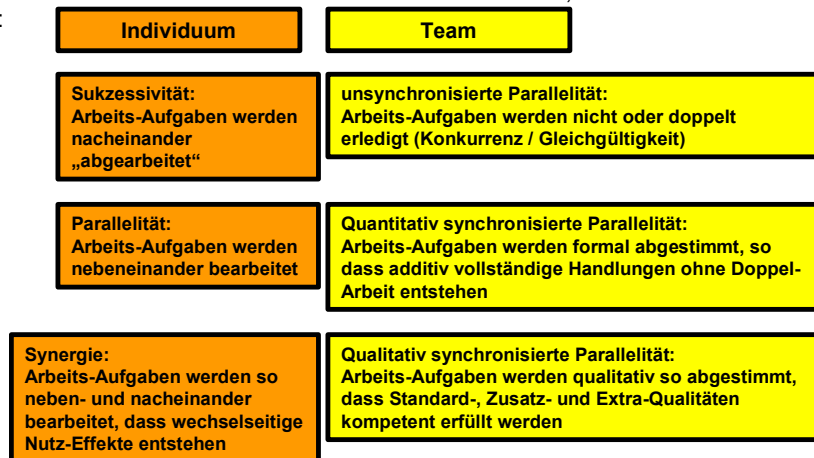 :
Individuum
Team
Sukzessivität:
Arbeits-Aufgaben werden
nacheinander
„abgearbeitet“
unsynchronisierte Parallelität:
Arbeits-Aufgaben werden nicht oder doppelt
erledigt (Konkurrenz / Gleichgültigkeit)
Parallelität:
Arbeits-Aufgaben werden
nebeneinander bearbeitet
Quantitativ synchronisierte Parallelität:
Arbeits-Aufgaben werden formal abgestimmt, so
dass additiv vollständige Handlungen ohne Doppel-
Arbeit entstehen
Synergie:
Arbeits-Aufgaben werden so
neben- und nacheinander
bearbeitet, dass wechselseitige
Nutz-Effekte entstehen
Qualitativ synchronisierte Parallelität:
Arbeits-Aufgaben werden qualitativ so abgestimmt,
dass Standard-, Zusatz- und Extra-Qualitäten
kompetent erfüllt werden